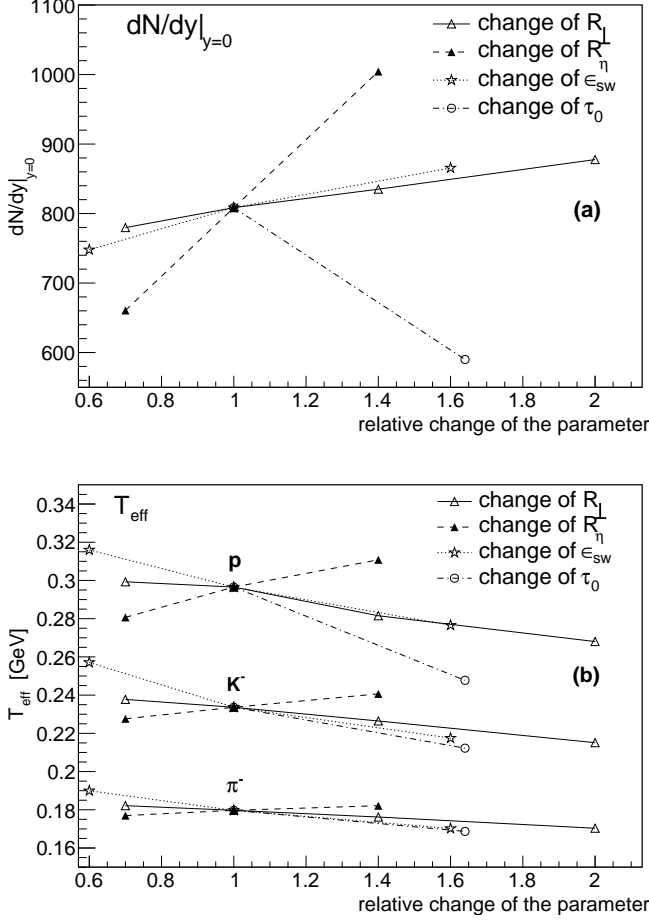 dN/dy|y=0
change of R⊥
change of Rη
change of ϵsw
change of τ0
1100
1000
900
800
700
600
dN/dy|y=0
(a)
0.6 0.8 1 1.2 1.4 1.6 1.8 2
relative change of the parameter
Teff
change of R⊥
change of Rη
change of ϵsw
change of τ0
0.34
0.32
0.3
0.28
0.26
0.24
0.22
0.2
0.18
0.16
Teff [GeV]
p
K-
π-
(b)
0.6 0.8 1 1.2 1.4 1.6 1.8 2
relative change of the parameter